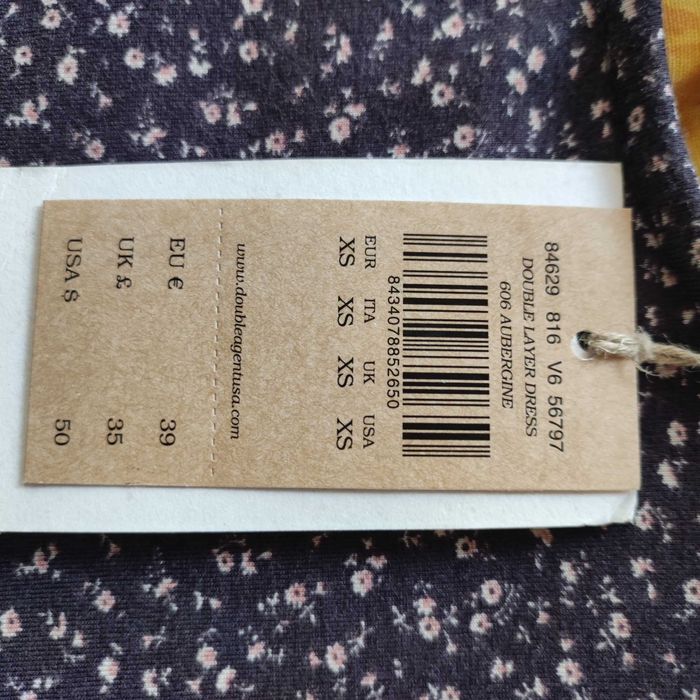 84629 816 V6 56797
DOUBLE LAYER DRESS
606 AUBERGINE
8434078852650
EUR ITA UK USA
XS XS XS XS
www.doubleagentusa.com
EU € 39
UK £ 35
USA $ 50